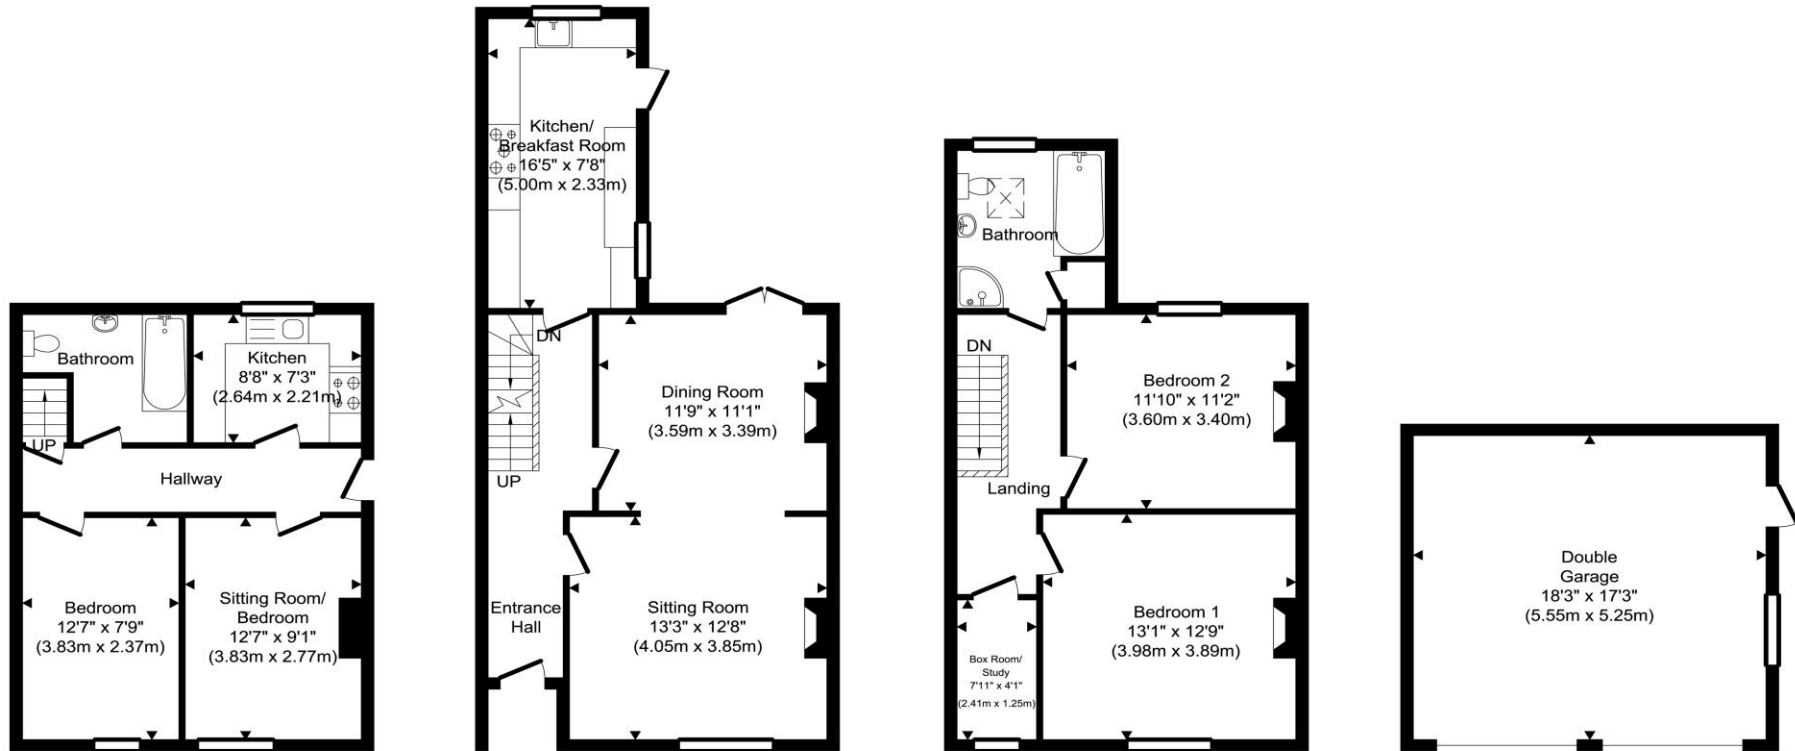 Bathroom
Kitchen
8'8" x 7'3"
(2.64m x 2.21m)
UP
Hallway
Bedroom
12'7" x 7'9"
(3.83m x 2.37m)
Sitting Room/
Bedroom
12'7" x 9'1"
(3.83m x 2.77m)
Kitchen/
Breakfast Room
16'5" x 7'8"
(5.00m x 2.33m)
DN
Dining Room
11'9" x 11'1"
(3.59m x 3.39m)
UP
Entrance
Hall
Sitting Room
13'3" x 12'8"
(4.05m x 3.85m)
Bathroom
DN
Bedroom 2
11'10" x 11'2"
(3.60m x 3.40m)
Landing
Bedroom 1
13'1" x 12'9"
(3.98m x 3.89m)
Box Room/
Study
7'11" x 4'1"
(2.41m x 1.25m)
Double
Garage
18'3" x 17'3"
(5.55m x 5.25m)